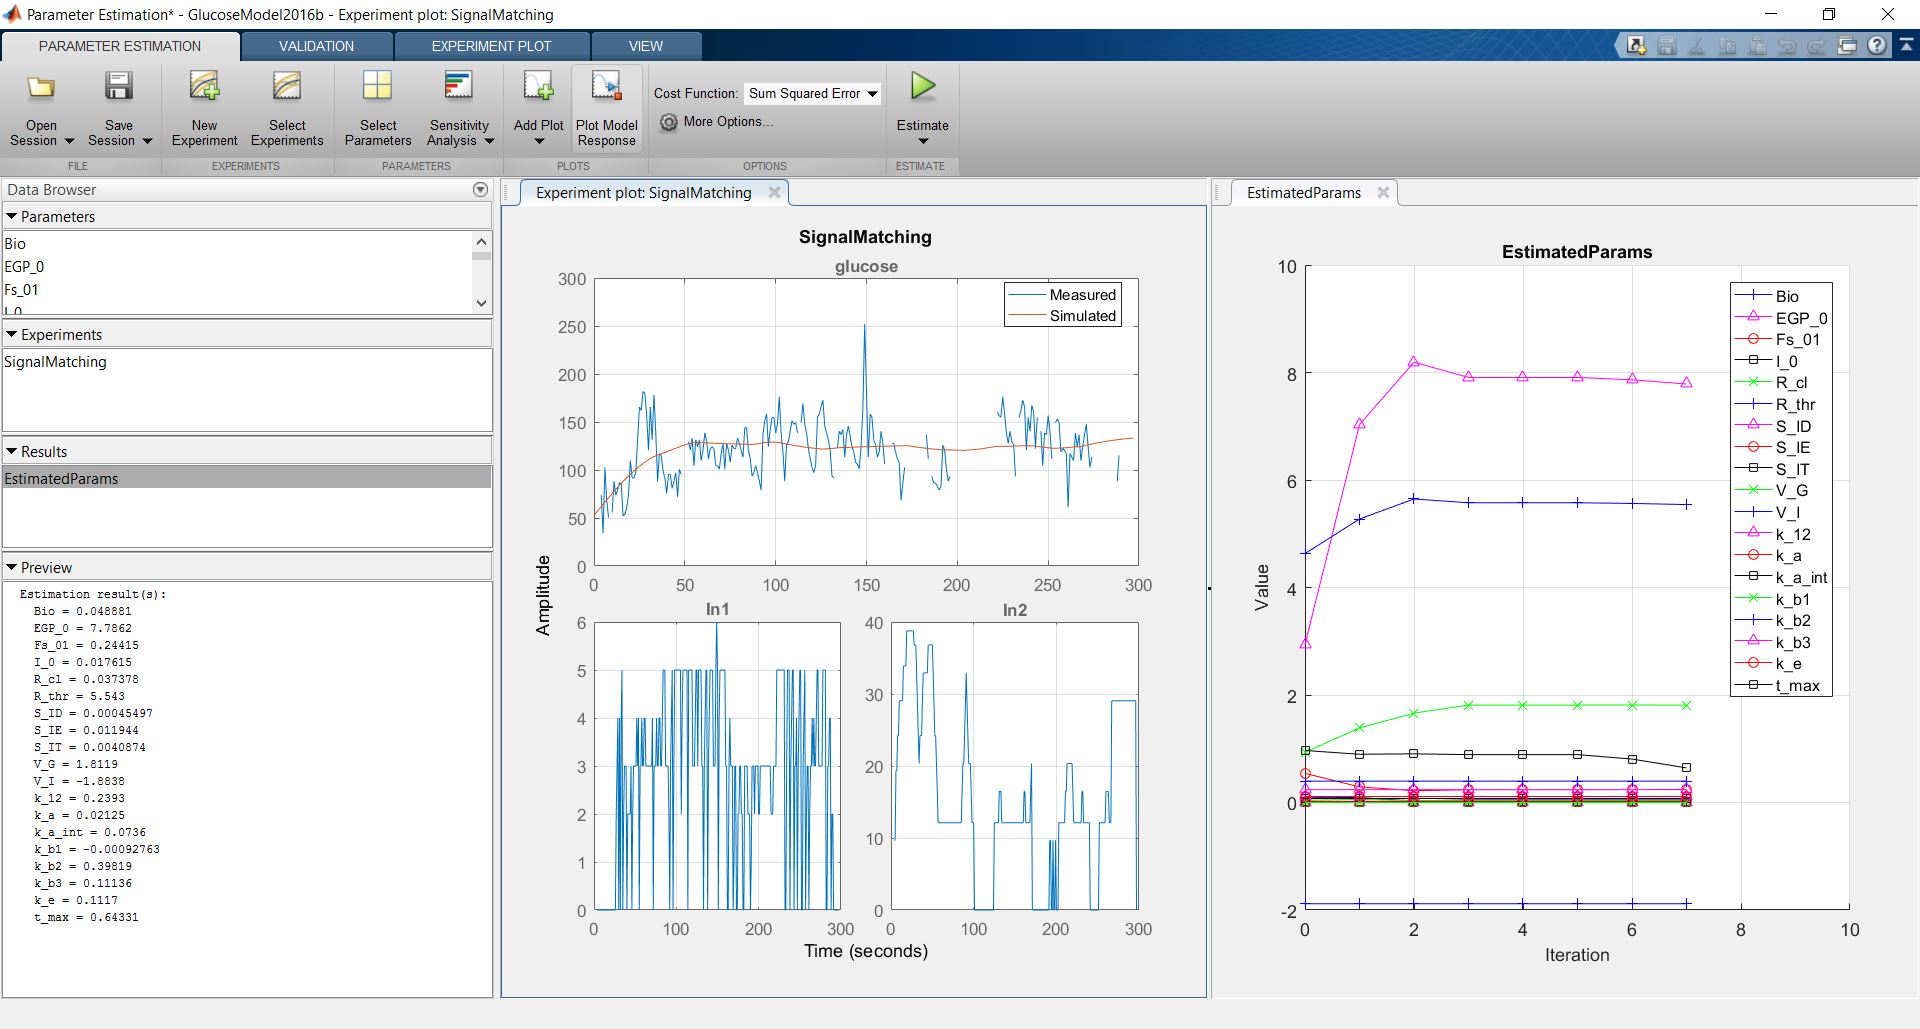 Parameter Estimation* - GlucoseModel2016b - Experiment plot: SignalMatching
PARAMETER ESTIMATION VALIDATION EXPERIMENT PLOT VIEW
Open Session
Save Session
New Experiment
Select Experiments
Select Parameters
Sensitivity Analysis
Add Plot
Plot Model Response
Cost Function: Sum Squared Error
More Options...
Estimate
FILE EXPERIMENTS PARAMETERS PLOTS OPTIONS ESTIMATE
Data Browser
Parameters
Bio
EGP_0
Fs_01
I_0
Experiments
SignalMatching
Results
EstimatedParams
Preview
Estimation result(s):
Bio = 0.048881
EGP_0 = 7.7862
Fs_01 = 0.24415
I_0 = 0.017615
R_cl = 0.037378
R_thr = 5.543
S_ID = 0.00045497
S_IE = 0.011944
S_IT = 0.0040874
V_G = 1.8119
V_I = -1.8838
k_12 = 0.2393
k_a = 0.02125
k_a_int = 0.0736
k_b1 = -0.00092763
k_b2 = 0.39819
k_b3 = 0.11136
k_e = 0.1117
t_max = 0.64331
Experiment plot: SignalMatching
SignalMatching
glucose
300
250
200
150
100
50
0
0 50 100 150 200 250 300
Measured
Simulated
Amplitude
In1
6
5
4
3
2
1
0
0 100 200 300
In2
40
30
20
10
0
0 100 200 300
Time (seconds)
EstimatedParams
EstimatedParams
10
8
6
4
2
0
-2
0 2 4 6 8 10
Value
Iteration
Bio
EGP_0
Fs_01
I_0
R_cl
R_thr
S_ID
S_IE
S_IT
V_G
V_I
k_12
k_a
k_a_int
k_b1
k_b2
k_b3
k_e
t_max